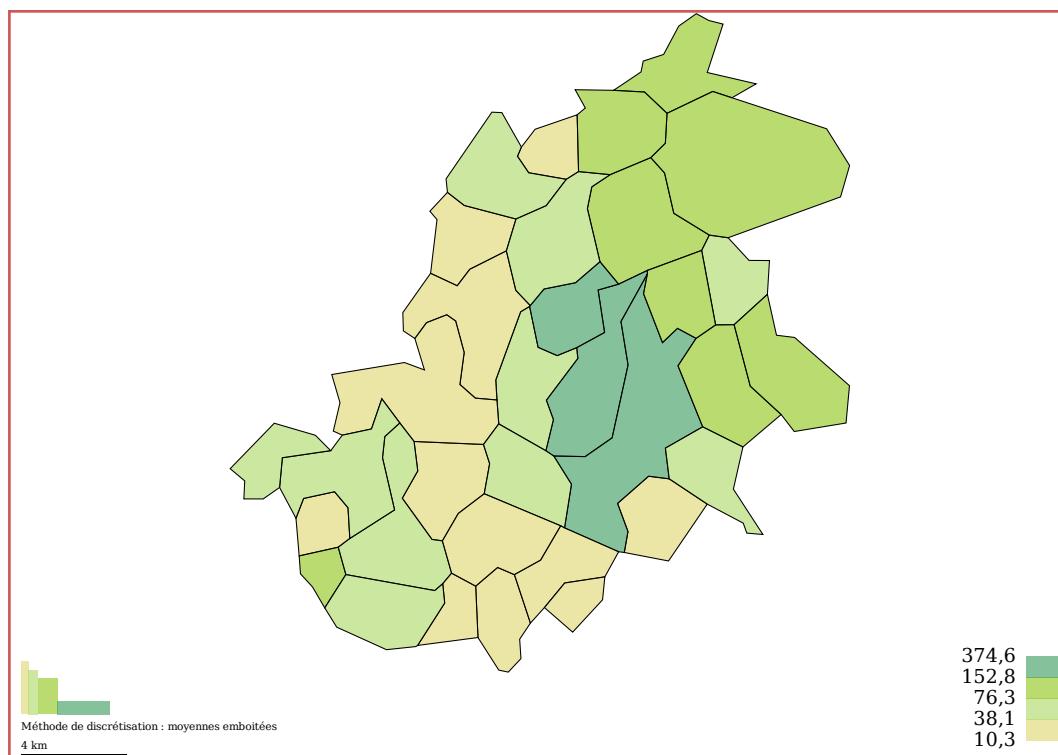 374,6
152,8
76,3
38,1
10,3
Méthode de discrétisation : moyennes emboitées
4 km